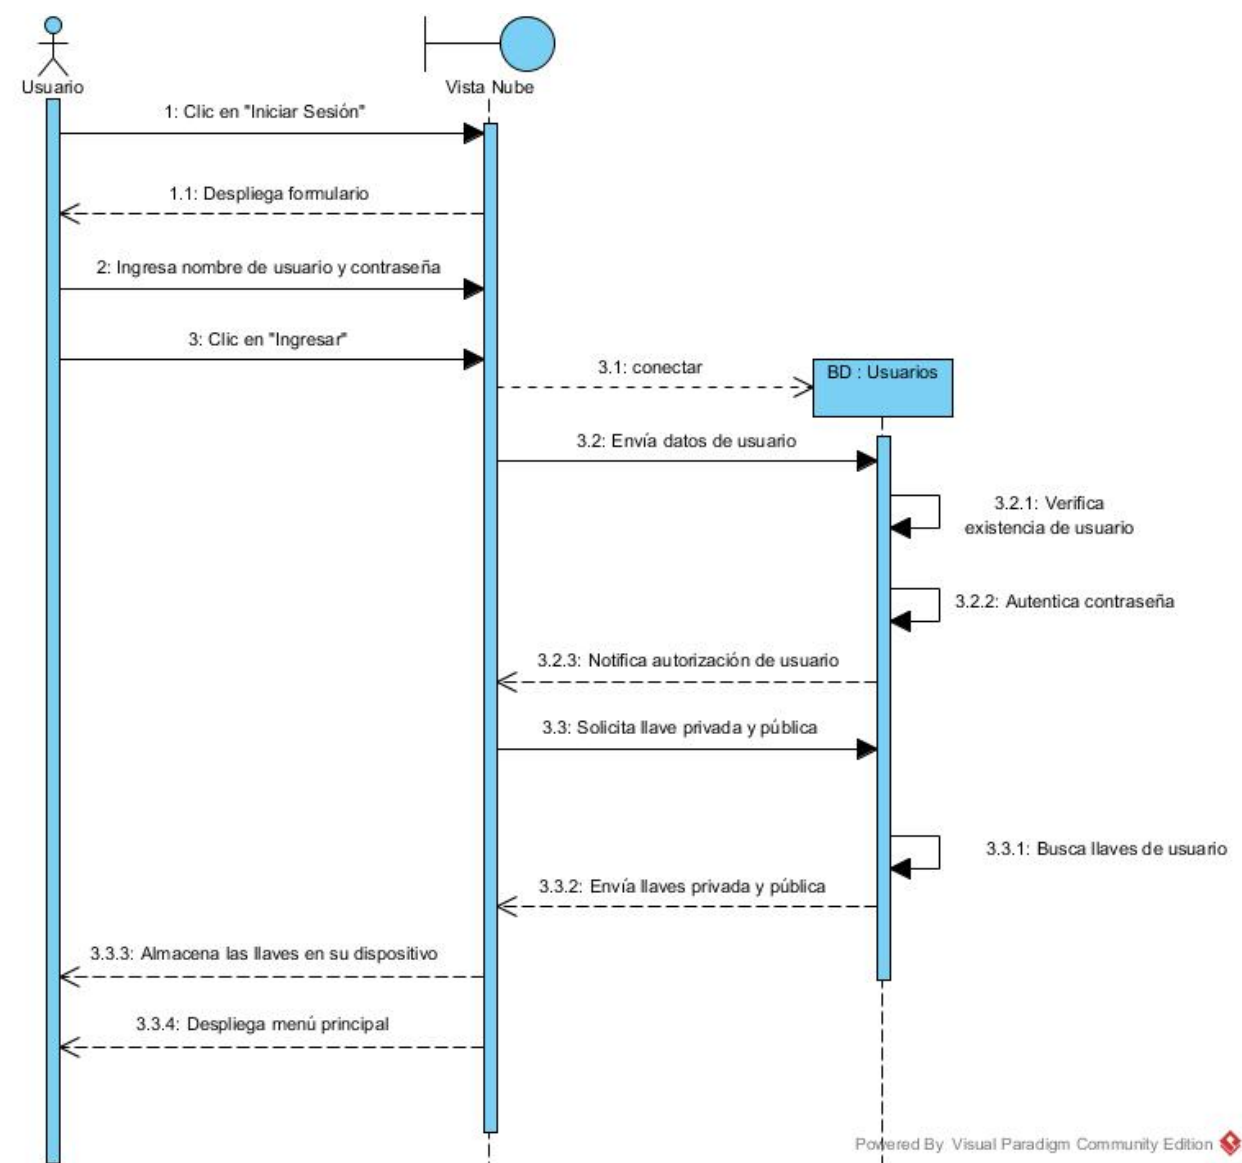 Usuario
Vista Nube
1: Clic en "Iniciar Sesión"
1.1: Despliega formulario
2: Ingresa nombre de usuario y contraseña
3: Clic en "Ingresar"
3.1: conectar
BD : Usuarios
3.2: Envía datos de usuario
3.2.1: Verifica
existencia de usuario
3.2.2: Autentica contraseña
3.2.3: Notifica autorización de usuario
3.3: Solicita llave privada y pública
3.3.1: Busca llaves de usuario
3.3.2: Envía llaves privada y pública
3.3.3: Almacena las llaves en su dispositivo
3.3.4: Despliega menú principal
Powered By Visual Paradigm Community Edition